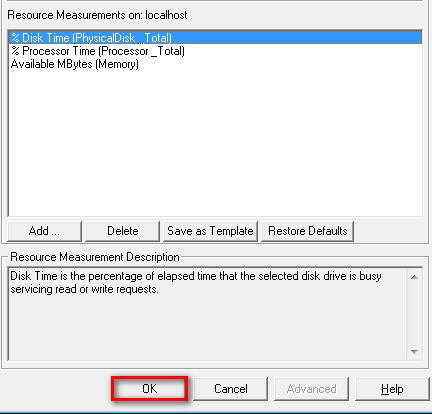 Resource Measurements on: localhost
% Disk Time (PhysicalDisk _Total)
% Processor Time (Processor _Total)
Available MBytes (Memory)
Add ... Delete Save as Template Restore Defaults
Resource Measurement Description
Disk Time is the percentage of elapsed time that the selected disk drive is busy
servicing read or write requests.
OK Cancel Advanced Help